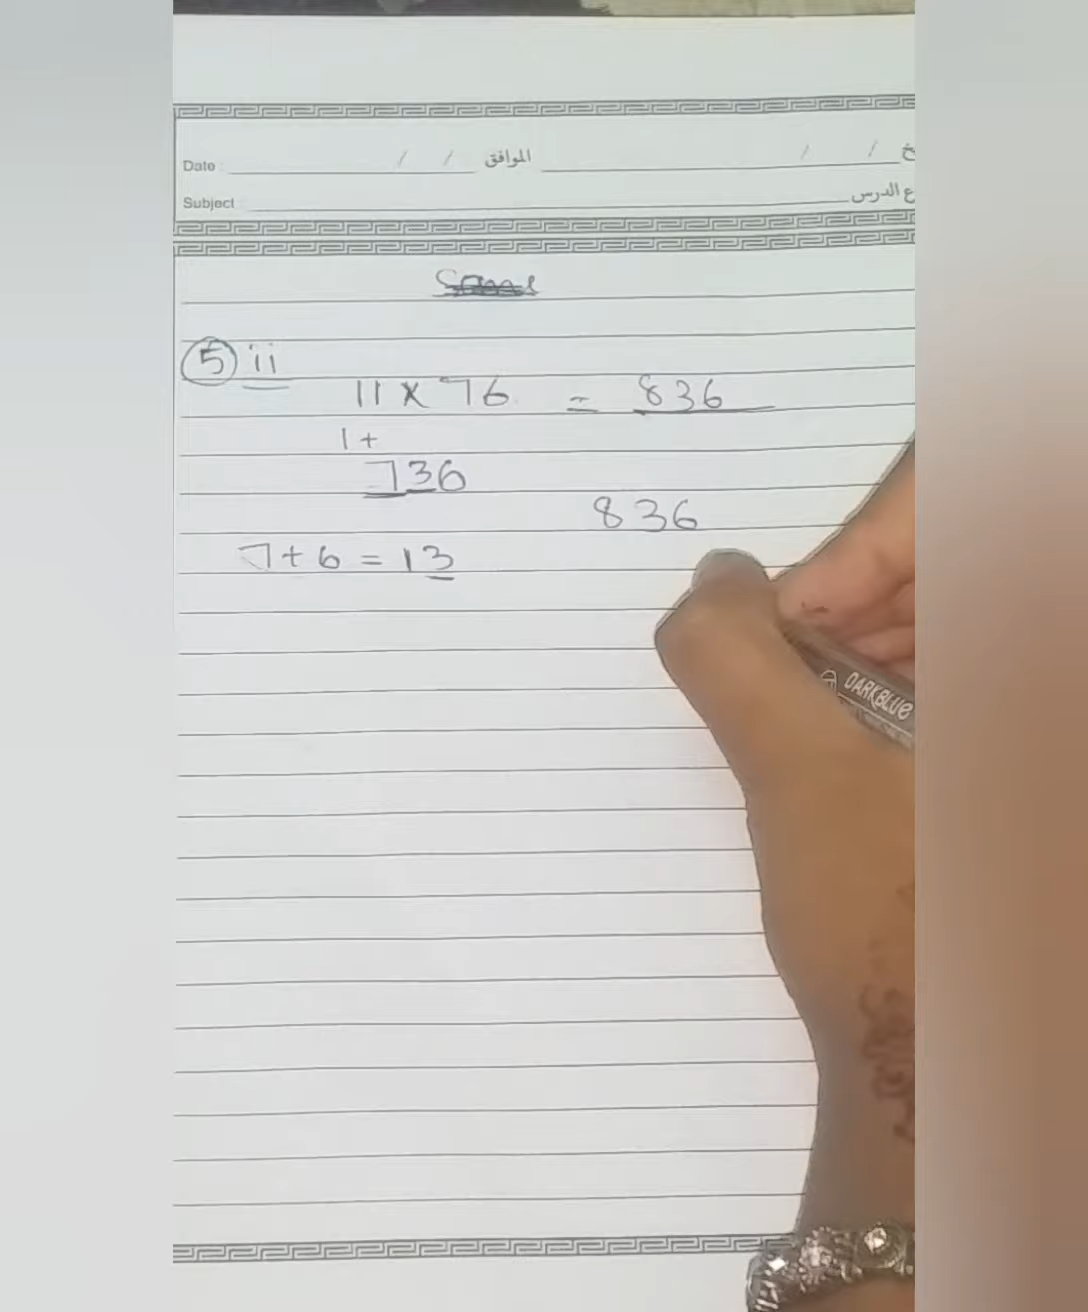 Date / / الموافق / / خ
Subject ع الدرس
5 ii
11 x 76 = 836
1+
736
836
7+6 = 13
DARKBLUE